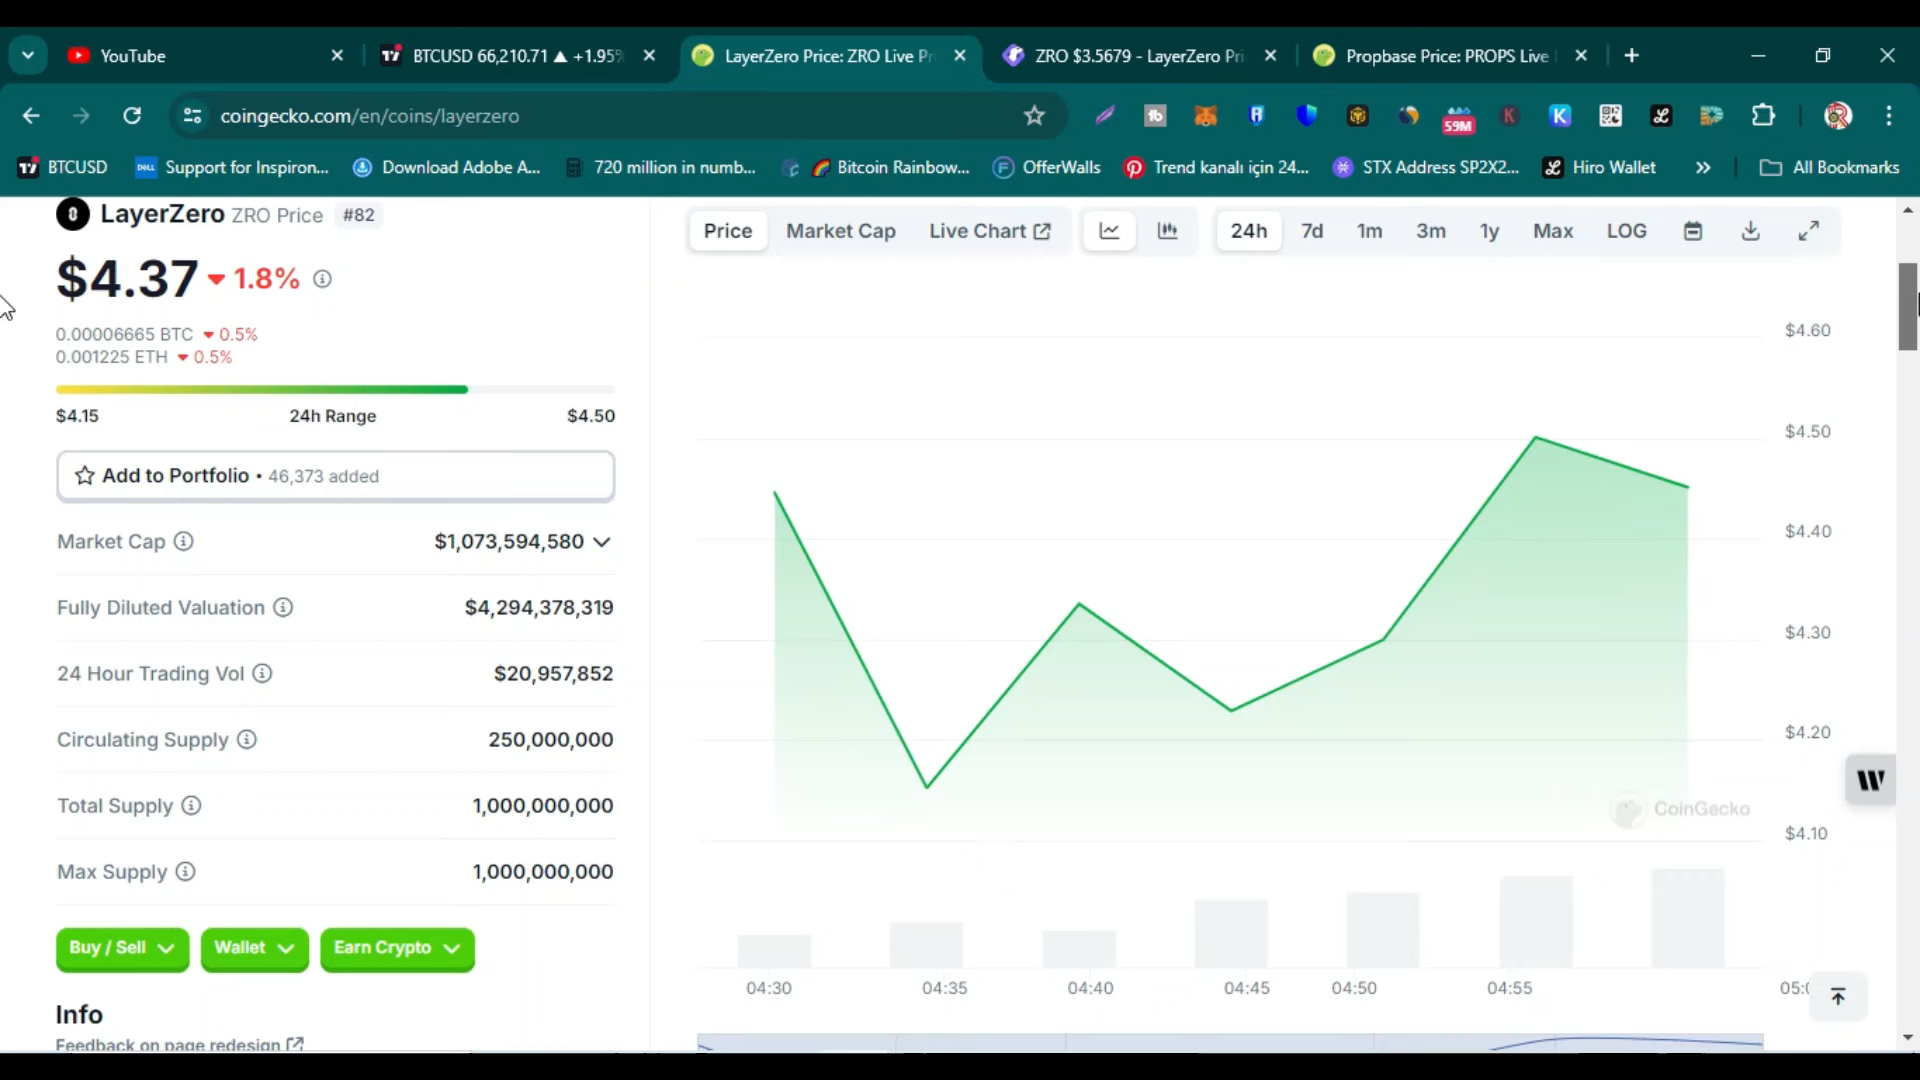 YouTube
BTCUSD 66,210.71 ▲ +1.95%
LayerZero Price: ZRO Live Pr
ZRO $3.5679 - LayerZero Pri
Propbase Price: PROPS Live
coingecko.com/en/coins/layerzero
59M
BTCUSD
Support for Inspiron...
Download Adobe A...
720 million in numb...
Bitcoin Rainbow...
OfferWalls
Trend kanalı için 24...
STX Address SP2X2...
Hiro Wallet
All Bookmarks
LayerZero ZRO Price #82
$4.37 1.8%
0.00006665 BTC 0.5%
0.001225 ETH 0.5%
$4.15 24h Range $4.50
Add to Portfolio • 46,373 added
Market Cap $1,073,594,580
Fully Diluted Valuation $4,294,378,319
24 Hour Trading Vol $20,957,852
Circulating Supply 250,000,000
Total Supply 1,000,000,000
Max Supply 1,000,000,000
Buy / Sell Wallet Earn Crypto
Info
Feedback on page redesign
Price Market Cap Live Chart 24h 7d 1m 3m 1y Max LOG
$4.60
$4.50
$4.40
$4.30
$4.20
$4.10
CoinGecko
04:30 04:35 04:40 04:45 04:50 04:55